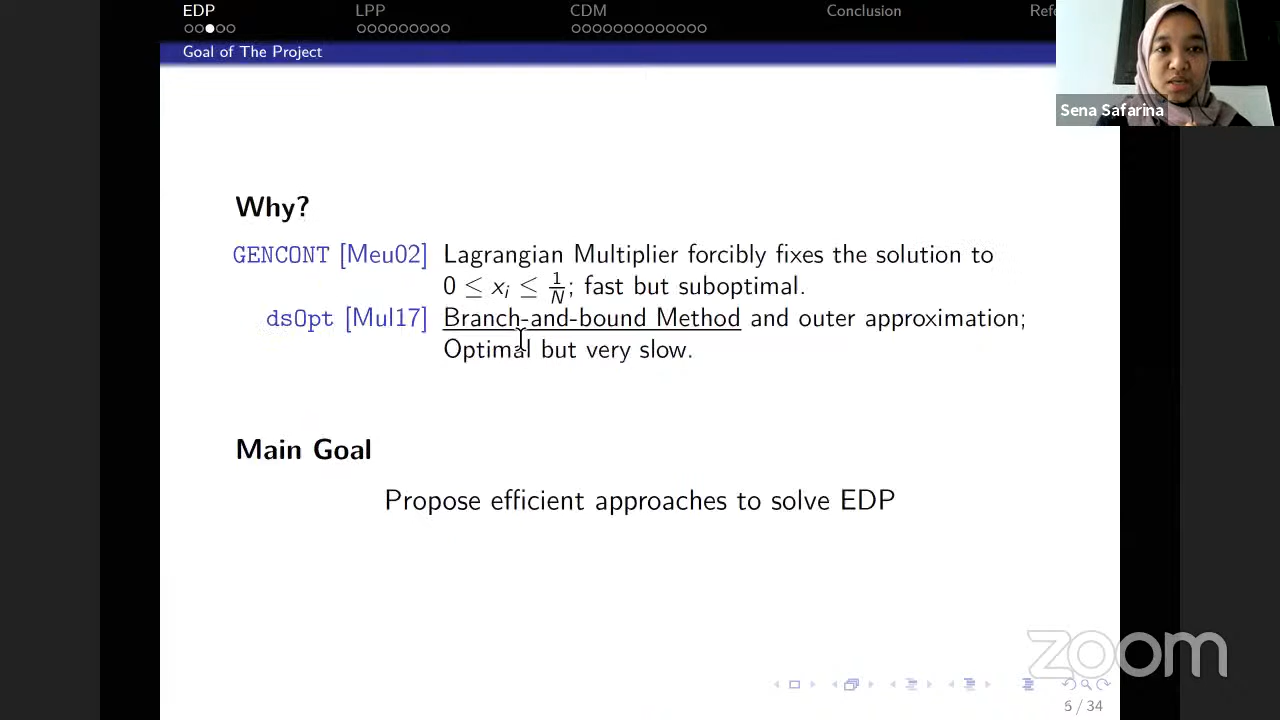 EDP LPP CDM Conclusion Refe
Goal of The Project
Sena Safarina
Why?
GENCONT [Meu02] Lagrangian Multiplier forcibly fixes the solution to
0 ≤ xᵢ ≤ 1/N; fast but suboptimal.
dsOpt [Mul17] Branch-and-bound Method and outer approximation;
Optimal but very slow.
Main Goal
Propose efficient approaches to solve EDP
zoom
5 / 34